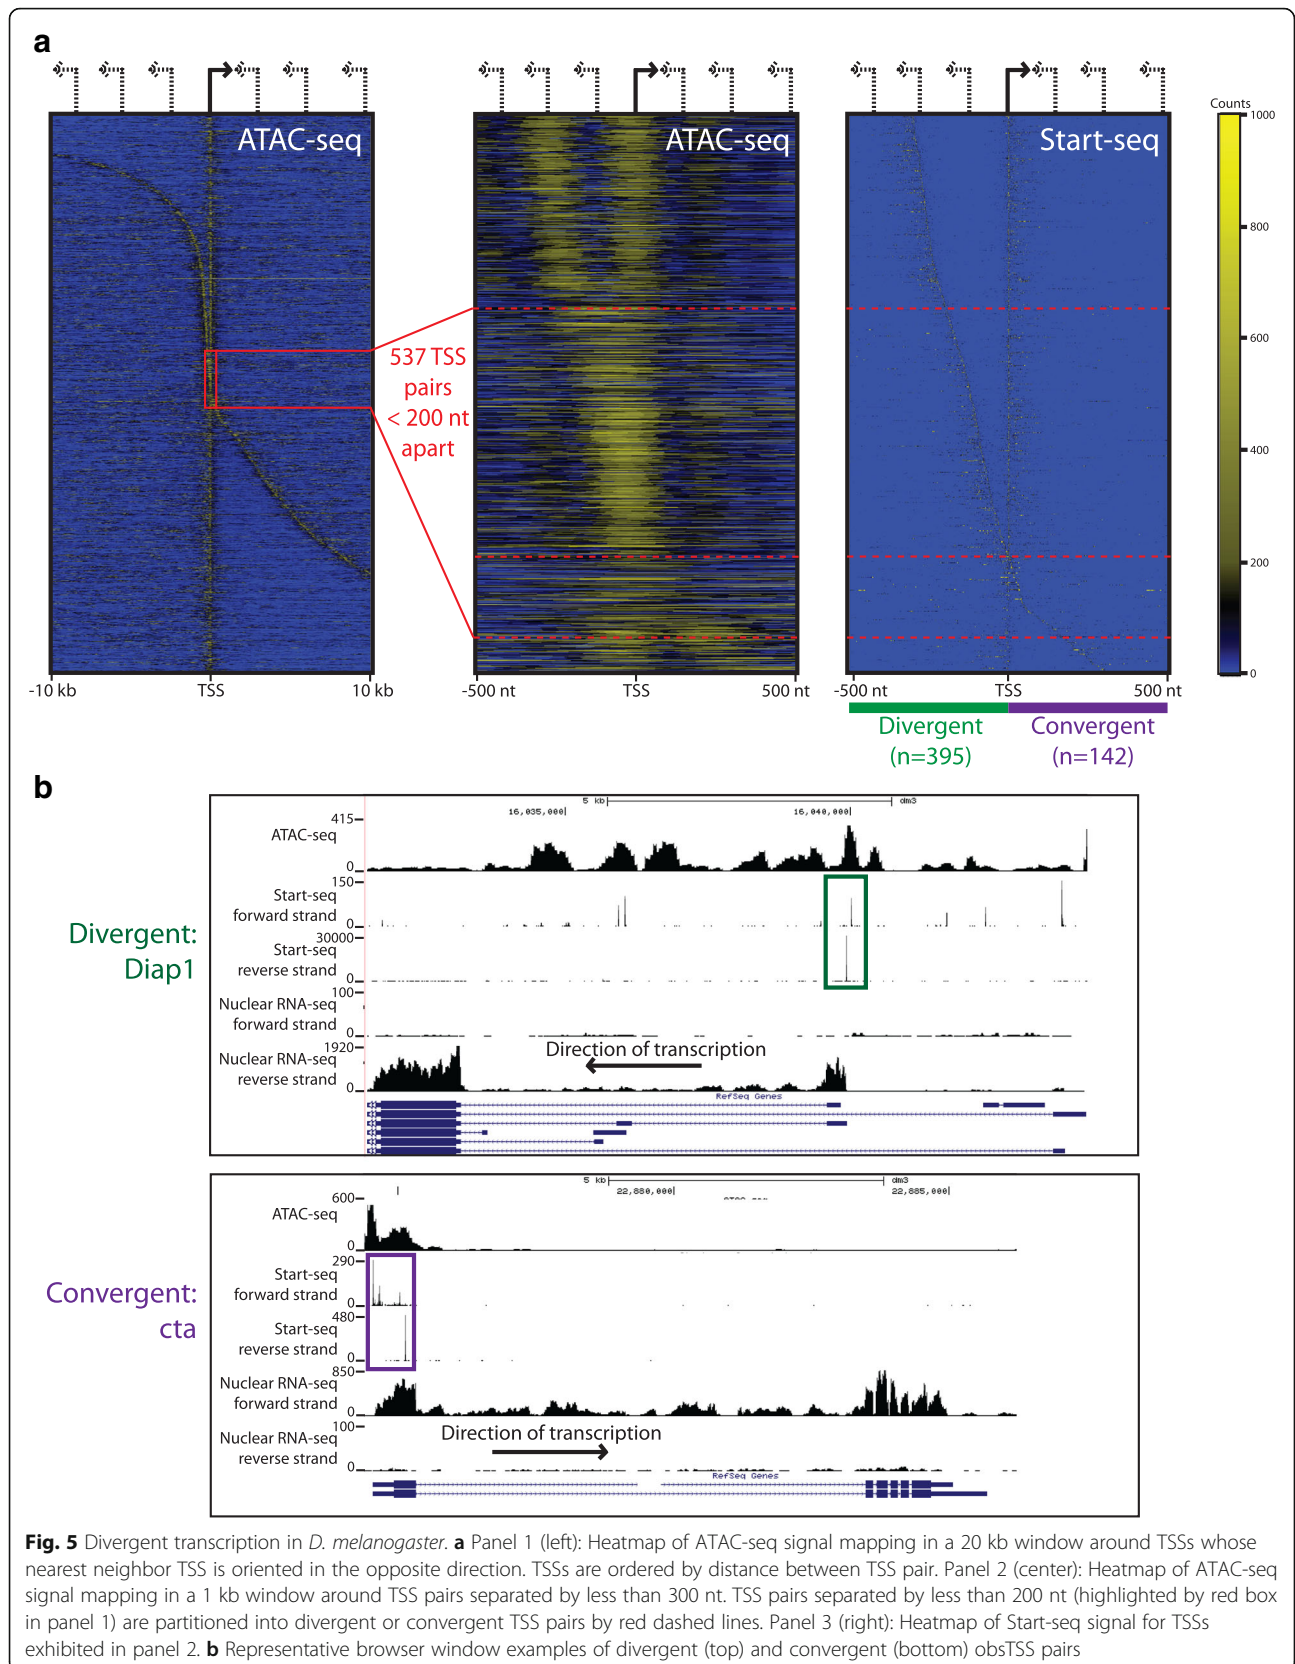 a
ATAC-seq
ATAC-seq
Start-seq
Counts
1000
800
600
400
200
0
537 TSS
pairs
< 200 nt
apart
-10 kb
TSS
10 kb
-500 nt
TSS
500 nt
-500 nt
TSS
500 nt
Divergent
(n=395)
Convergent
(n=142)
b
Divergent:
Diap1
5 kb
dm3
16,035,000|
16,040,000|
415
ATAC-seq
0
150
Start-seq
forward strand
0
30000
Start-seq
reverse strand
0
100
Nuclear RNA-seq
forward strand
0
1920
Nuclear RNA-seq
reverse strand
0
Direction of transcription
RefSeq Genes
Convergent:
cta
5 kb
dm3
22,880,000|
22,885,000|
600
ATAC-seq
0
290
Start-seq
forward strand
0
480
Start-seq
reverse strand
0
850
Nuclear RNA-seq
forward strand
0
100
Nuclear RNA-seq
reverse strand
0
Direction of transcription
RefSeq Genes
Fig. 5 Divergent transcription in D. melanogaster. a Panel 1 (left): Heatmap of ATAC-seq signal mapping in a 20 kb window around TSSs whose
nearest neighbor TSS is oriented in the opposite direction. TSSs are ordered by distance between TSS pair. Panel 2 (center): Heatmap of ATAC-seq
signal mapping in a 1 kb window around TSS pairs separated by less than 300 nt. TSS pairs separated by less than 200 nt (highlighted by red box
in panel 1) are partitioned into divergent or convergent TSS pairs by red dashed lines. Panel 3 (right): Heatmap of Start-seq signal for TSSs
exhibited in panel 2. b Representative browser window examples of divergent (top) and convergent (bottom) obsTSS pairs